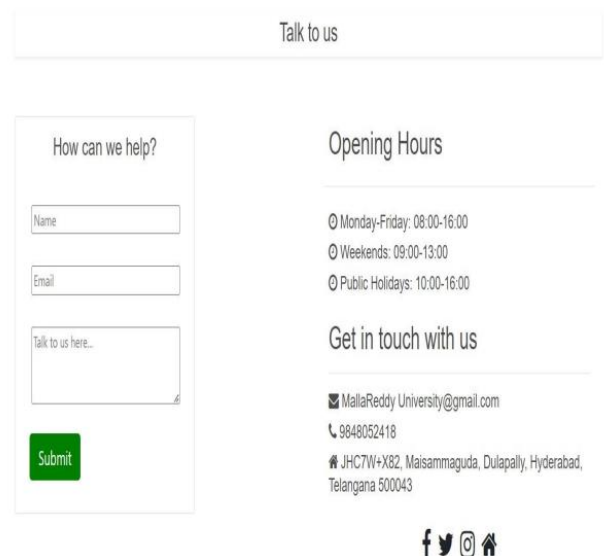 Talk to us
How can we help?
Name
Email
Talk to us here...
Submit
Opening Hours
Monday-Friday: 08:00-16:00
Weekends: 09:00-13:00
Public Holidays: 10:00-16:00
Get in touch with us
MallaReddy University@gmail.com
9848052418
JHC7W+X82, Maisammaguda, Dulapally, Hyderabad,
Telangana 500043